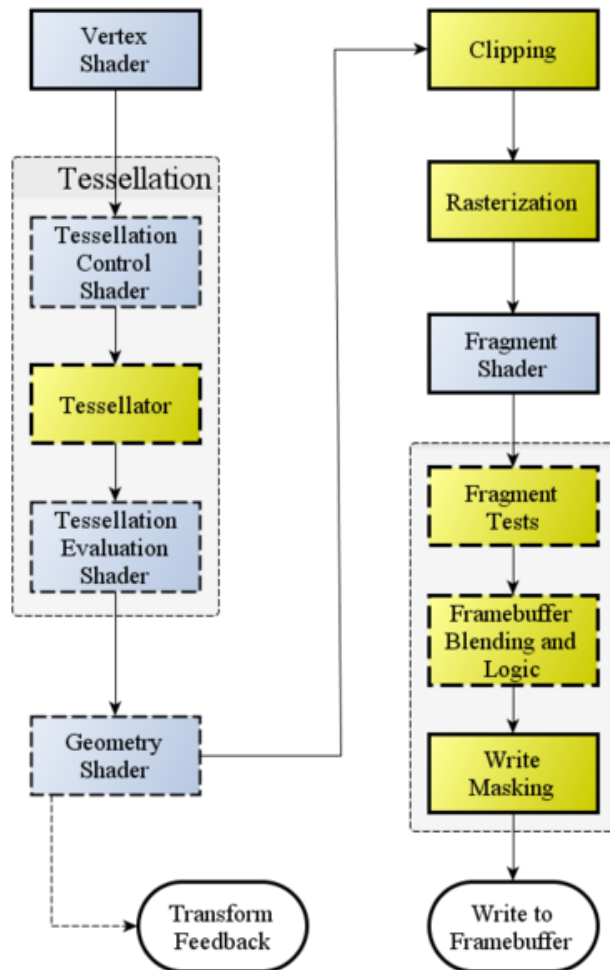 Vertex
Shader
Tessellation
Tessellation
Control
Shader
Tessellator
Tessellation
Evaluation
Shader
Geometry
Shader
Transform
Feedback
Clipping
Rasterization
Fragment
Shader
Fragment
Tests
Framebuffer
Blending and
Logic
Write
Masking
Write to
Framebuffer